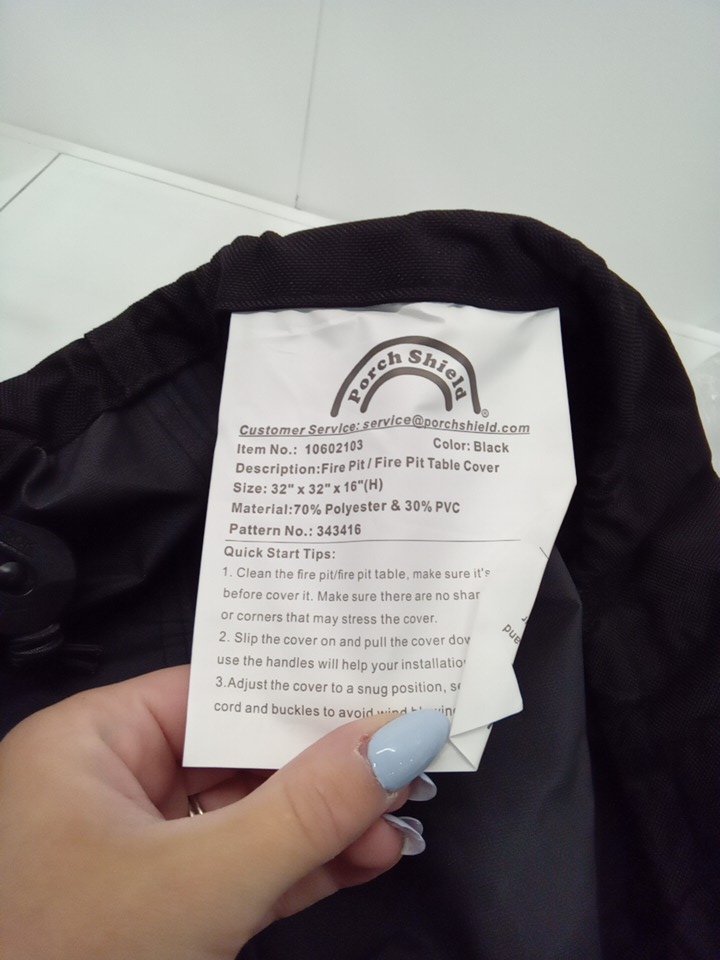 Porch Shield®
Customer Service: service@porchshield.com
Item No.: 10602103 Color: Black
Description:Fire Pit / Fire Pit Table Cover
Size: 32" x 32" x 16"(H)
Material:70% Polyester & 30% PVC
Pattern No.: 343416
Quick Start Tips:
1. Clean the fire pit/fire pit table, make sure it's
before cover it. Make sure there are no
or corners that may stress the cover.
2. Slip the cover on and pull the cover
use the handles will help your
3.Adjust the cover to a snug position,
cord and buckles to avoid wind